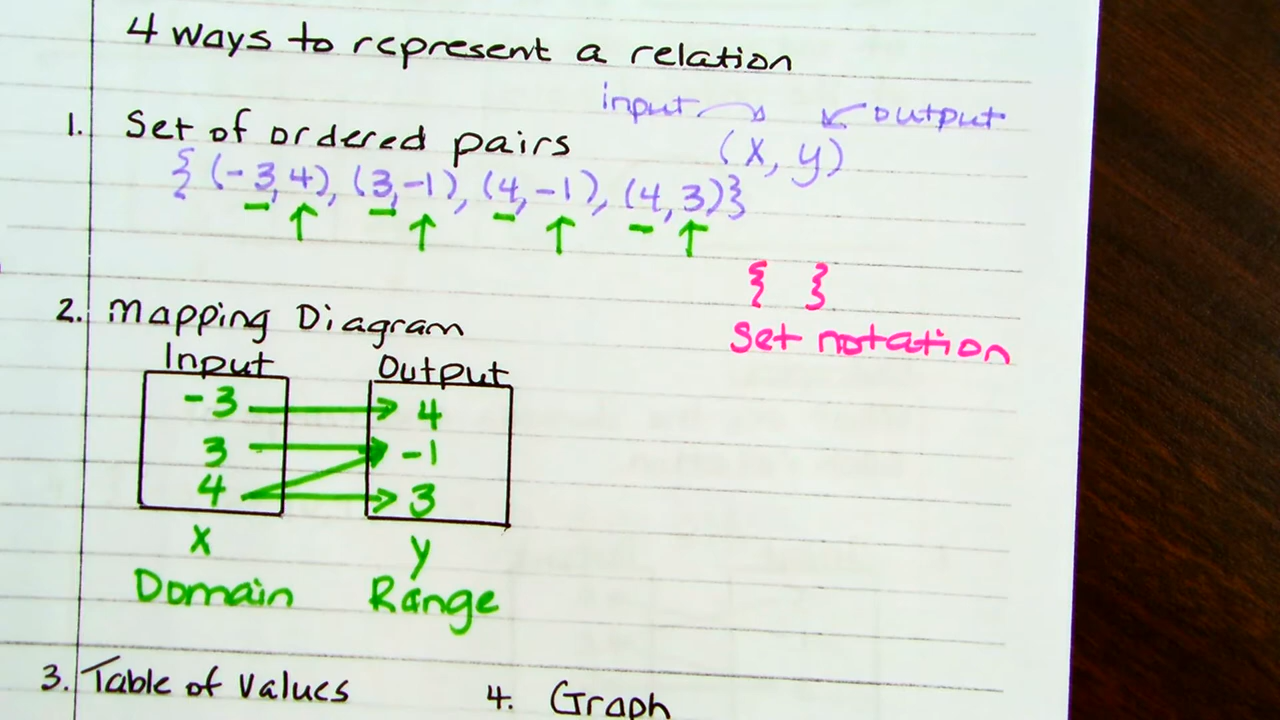 4 ways to represent a relation
input output
1. Set of ordered pairs (x, y)
{(-3,4), (3,-1), (4,-1), (4,3)}
{ }
Set notation
2. Mapping Diagram
Input Output
-3 4
3 -1
4 3
x y
Domain Range
3. Table of values 4. Graph